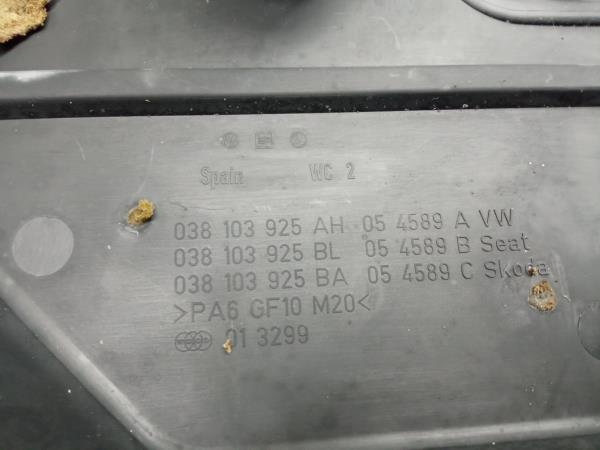 Spain WC 2
038 103 925 AH 05 4589 A VW
038 103 925 BL 05 4589 B Seat
038 103 925 BA 05 4589 C Skoda
>PA6 GF10 M20<
01 3299